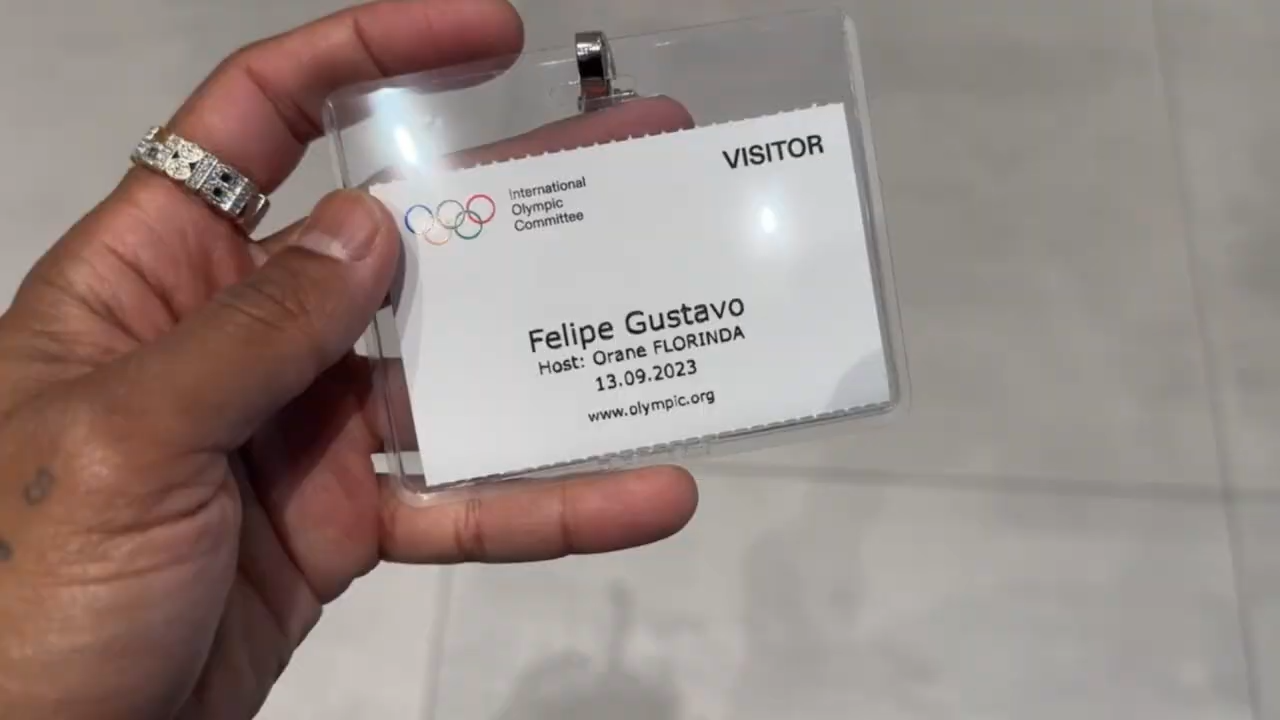 VISITOR
International
Olympic
Committee
Felipe Gustavo
Host: Orane FLORINDA
13.09.2023
www.olympic.org